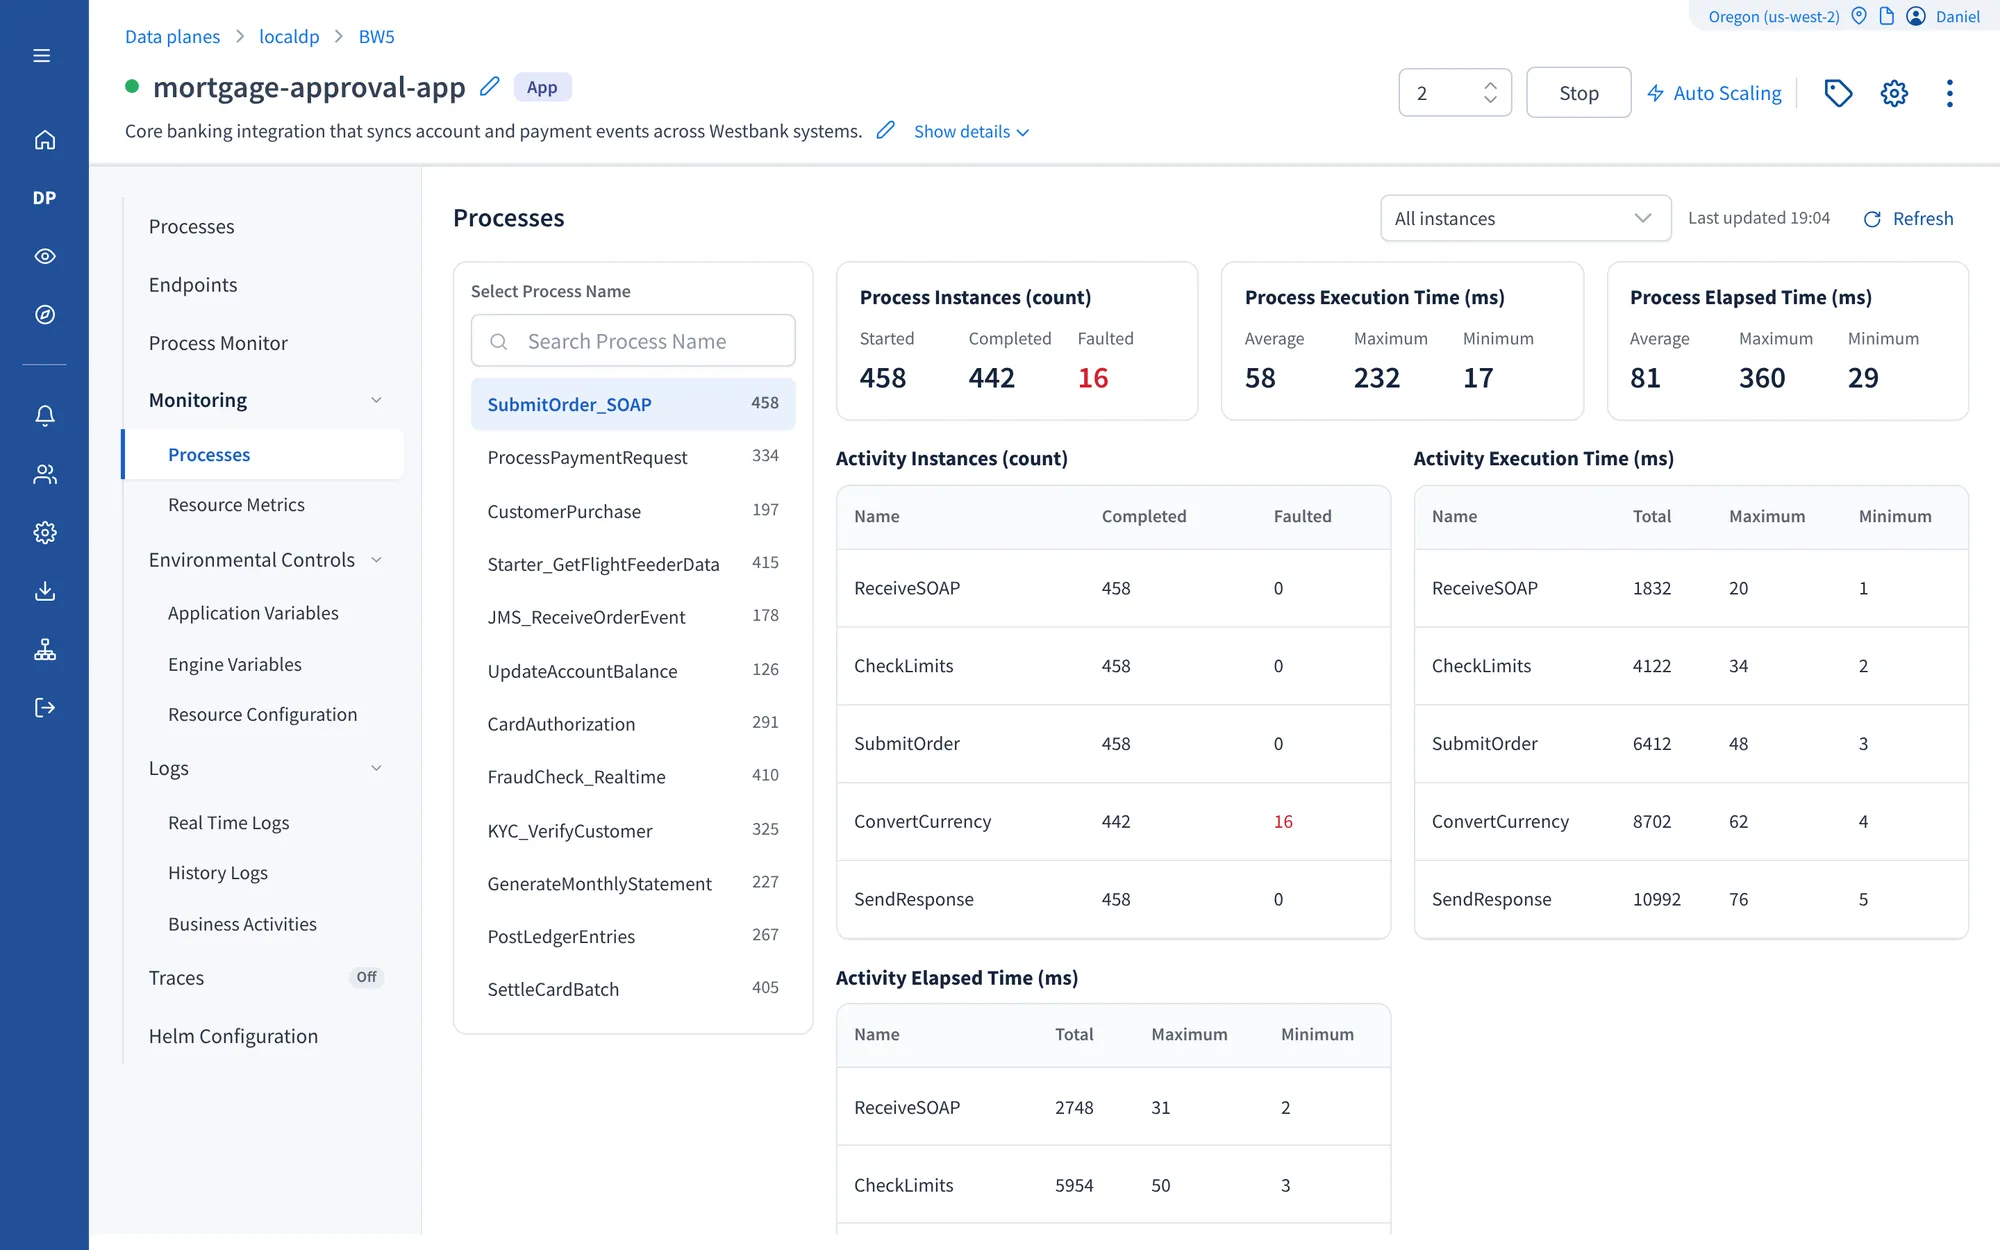 Oregon (us-west-2) Daniel
Data planes > localdp > BW5
mortgage-approval-app App
2 Stop Auto Scaling
Core banking integration that syncs account and payment events across Westbank systems. Show details
DP
Processes
Endpoints
Process Monitor
Monitoring
Processes
Resource Metrics
Environmental Controls
Application Variables
Engine Variables
Resource Configuration
Logs
Real Time Logs
History Logs
Business Activities
Traces Off
Helm Configuration
Processes
All instances Last updated 19:04 Refresh
Select Process Name
Search Process Name
SubmitOrder_SOAP 458
ProcessPaymentRequest 334
CustomerPurchase 197
Starter_GetFlightFeederData 415
JMS_ReceiveOrderEvent 178
UpdateAccountBalance 126
CardAuthorization 291
FraudCheck_Realtime 410
KYC_VerifyCustomer 325
GenerateMonthlyStatement 227
PostLedgerEntries 267
SettleCardBatch 405
Process Instances (count)
Started Completed Faulted
458 442 16
Process Execution Time (ms)
Average Maximum Minimum
58 232 17
Process Elapsed Time (ms)
Average Maximum Minimum
81 360 29
Activity Instances (count)
Name Completed Faulted
ReceiveSOAP 458 0
CheckLimits 458 0
SubmitOrder 458 0
ConvertCurrency 442 16
SendResponse 458 0
Activity Execution Time (ms)
Name Total Maximum Minimum
ReceiveSOAP 1832 20 1
CheckLimits 4122 34 2
SubmitOrder 6412 48 3
ConvertCurrency 8702 62 4
SendResponse 10992 76 5
Activity Elapsed Time (ms)
Name Total Maximum Minimum
ReceiveSOAP 2748 31 2
CheckLimits 5954 50 3